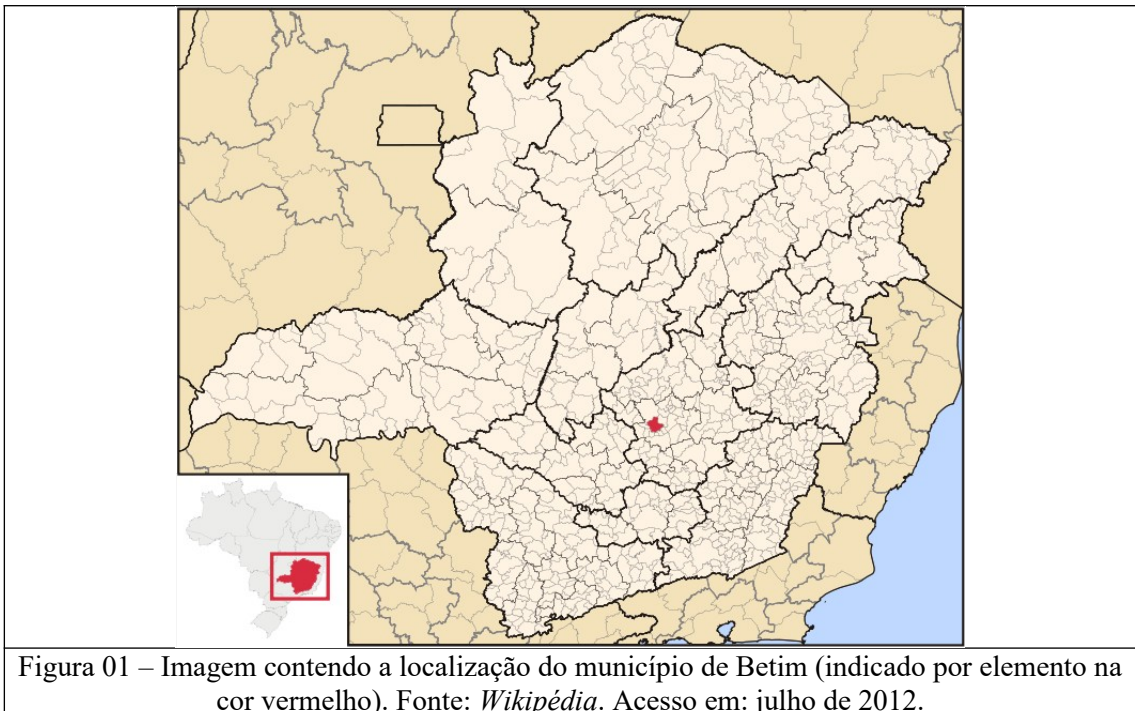 Figura 01 – Imagem contendo a localização do município de Betim (indicado por elemento na
cor vermelho). Fonte: Wikipédia. Acesso em: julho de 2012.